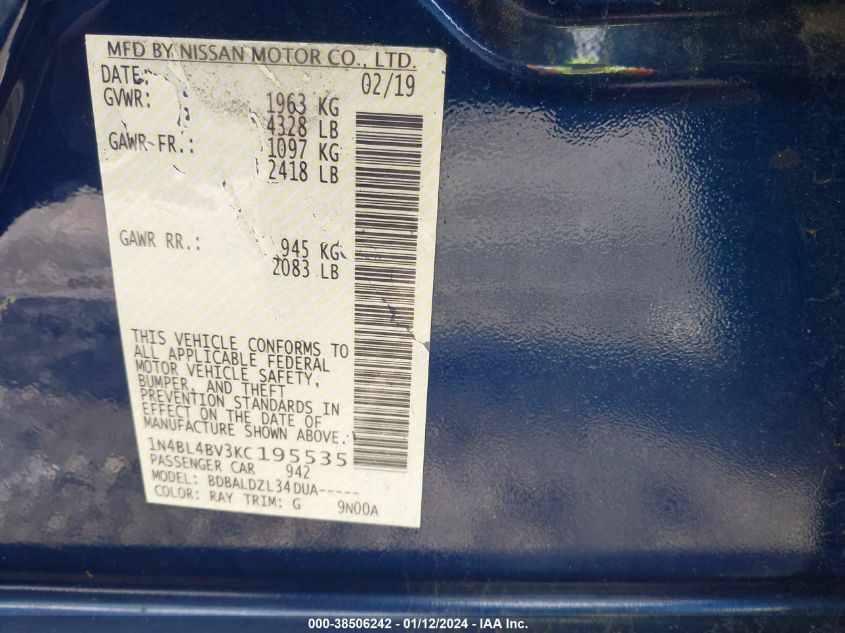 MFD BY NISSAN MOTOR CO., LTD.
DATE: 02/19
GVWR: 1963 KG
4328 LB
GAWR FR.: 1097 KG
2418 LB
GAWR RR.: 945 KG
2083 LB
THIS VEHICLE CONFORMS TO
ALL APPLICABLE FEDERAL
MOTOR VEHICLE SAFETY,
BUMPER, AND THEFT
PREVENTION STANDARDS IN
EFFECT ON THE DATE OF
MANUFACTURE SHOWN ABOVE.
1N4BL4BV3KC195535
PASSENGER CAR 942
MODEL: BDBALDZL34DUA-----
COLOR: RAY TRIM: G 9N00A
000-38506242 - 01/12/2024 - IAA Inc.